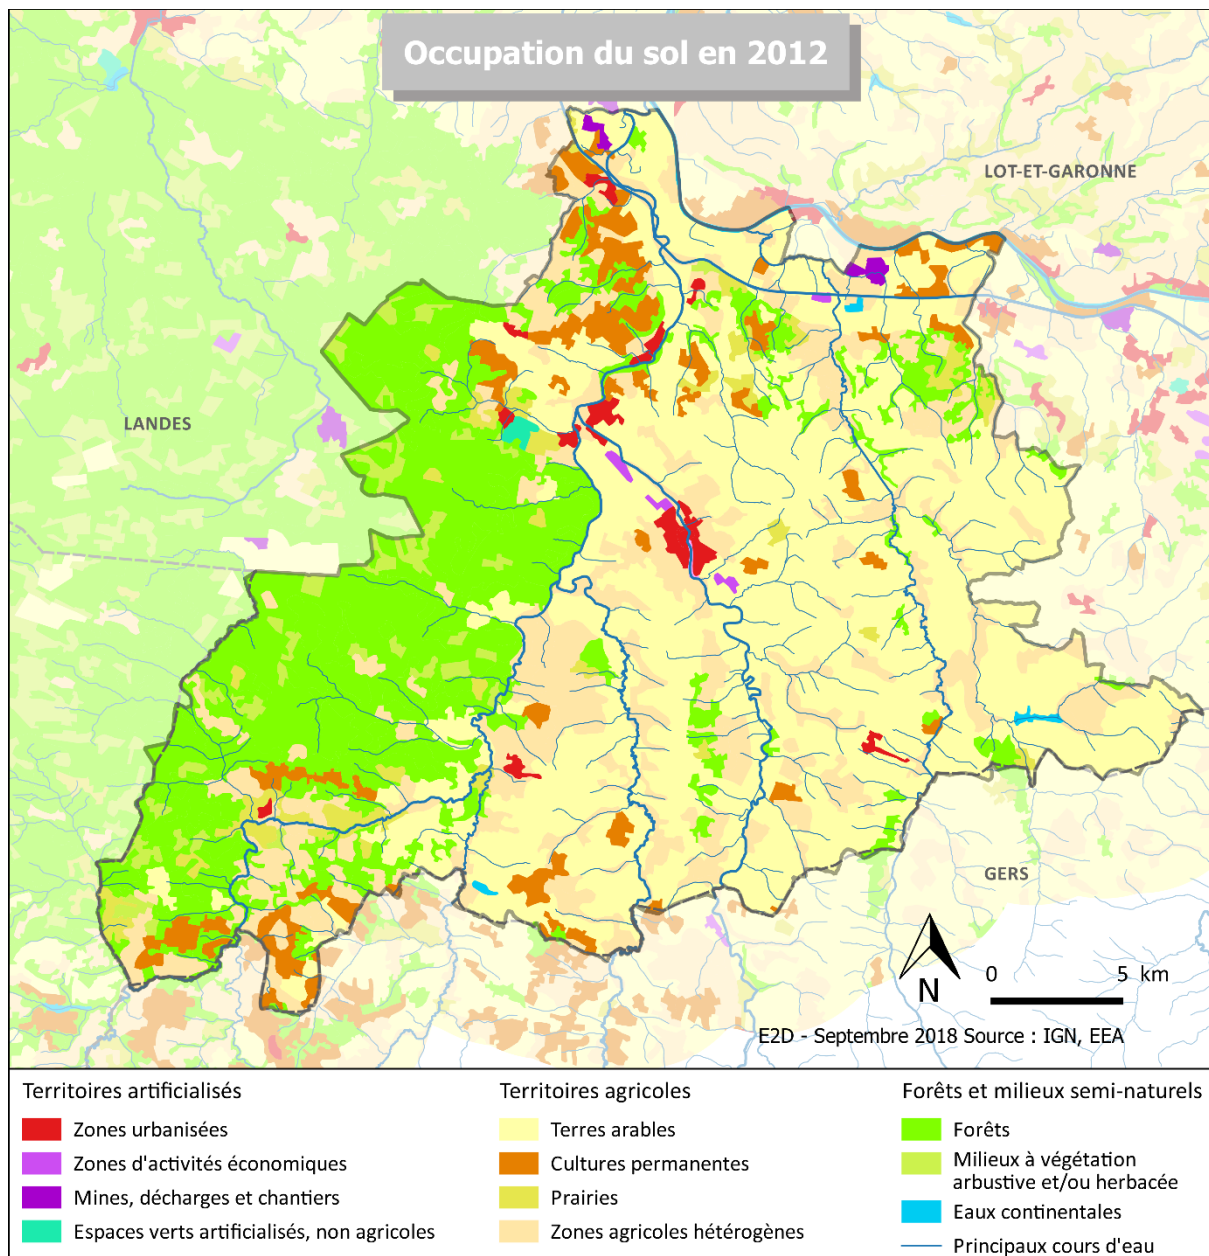 Occupation du sol en 2012
LOT-ET-GARONNE
LANDES
GERS
N
0 5 km
E2D - Septembre 2018 Source : IGN, EEA
Territoires artificialisés
Zones urbanisées
Zones d'activités économiques
Mines, décharges et chantiers
Espaces verts artificialisés, non agricoles
Territoires agricoles
Terres arables
Cultures permanentes
Prairies
Zones agricoles hétérogènes
Forêts et milieux semi-naturels
Forêts
Milieux à végétation
arbustive et/ou herbacée
Eaux continentales
Principaux cours d'eau